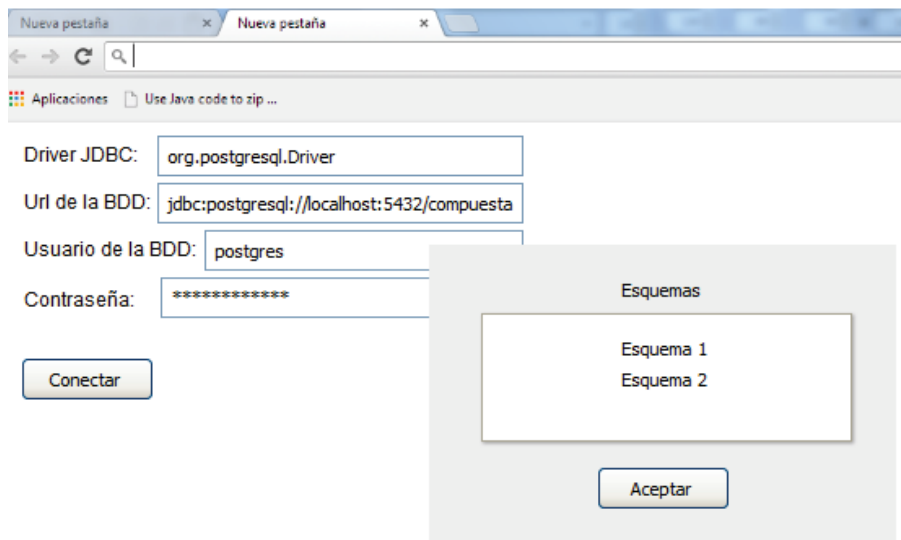 Nueva pestaña × Nueva pestaña ×
Aplicaciones Use Java code to zip ...
Driver JDBC: org.postgresql.Driver
Url de la BDD: jdbc:postgresql://localhost:5432/compuesta
Usuario de la BDD: postgres
Contraseña: ************
Conectar
Esquemas
Esquema 1
Esquema 2
Aceptar